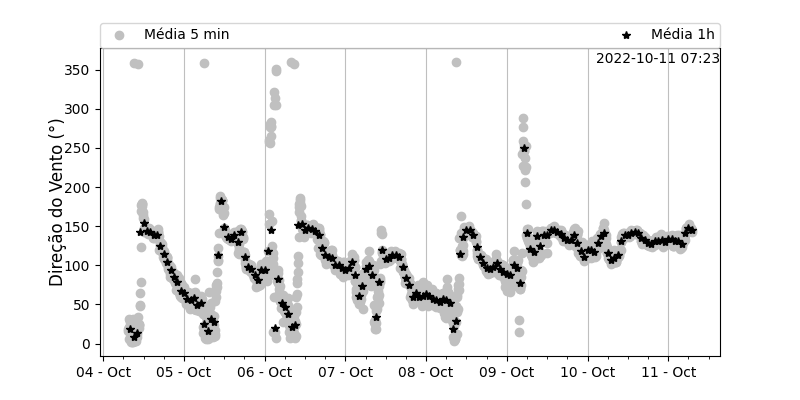 Média 5 min
Média 1h
2022-10-11 07:23
Direção do Vento (°)
350
300
250
200
150
100
50
0
04 - Oct
05 - Oct
06 - Oct
07 - Oct
08 - Oct
09 - Oct
10 - Oct
11 - Oct